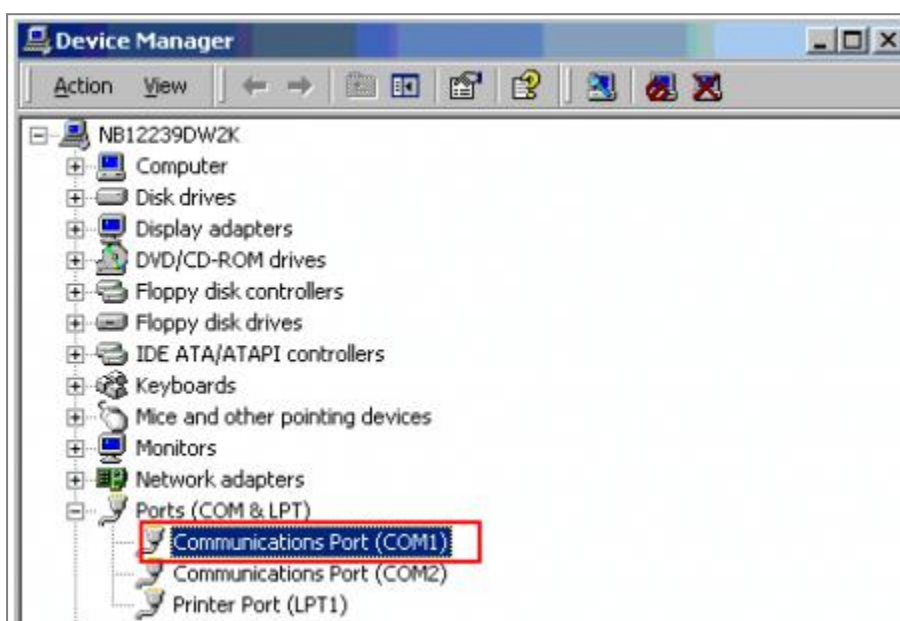 Device Manager
Action View
NB12239DW2K
Computer
Disk drives
Display adapters
DVD/CD-ROM drives
Floppy disk controllers
Floppy disk drives
IDE ATA/ATAPI controllers
Keyboards
Mice and other pointing devices
Monitors
Network adapters
Ports (COM & LPT)
Communications Port (COM1)
Communications Port (COM2)
Printer Port (LPT1)